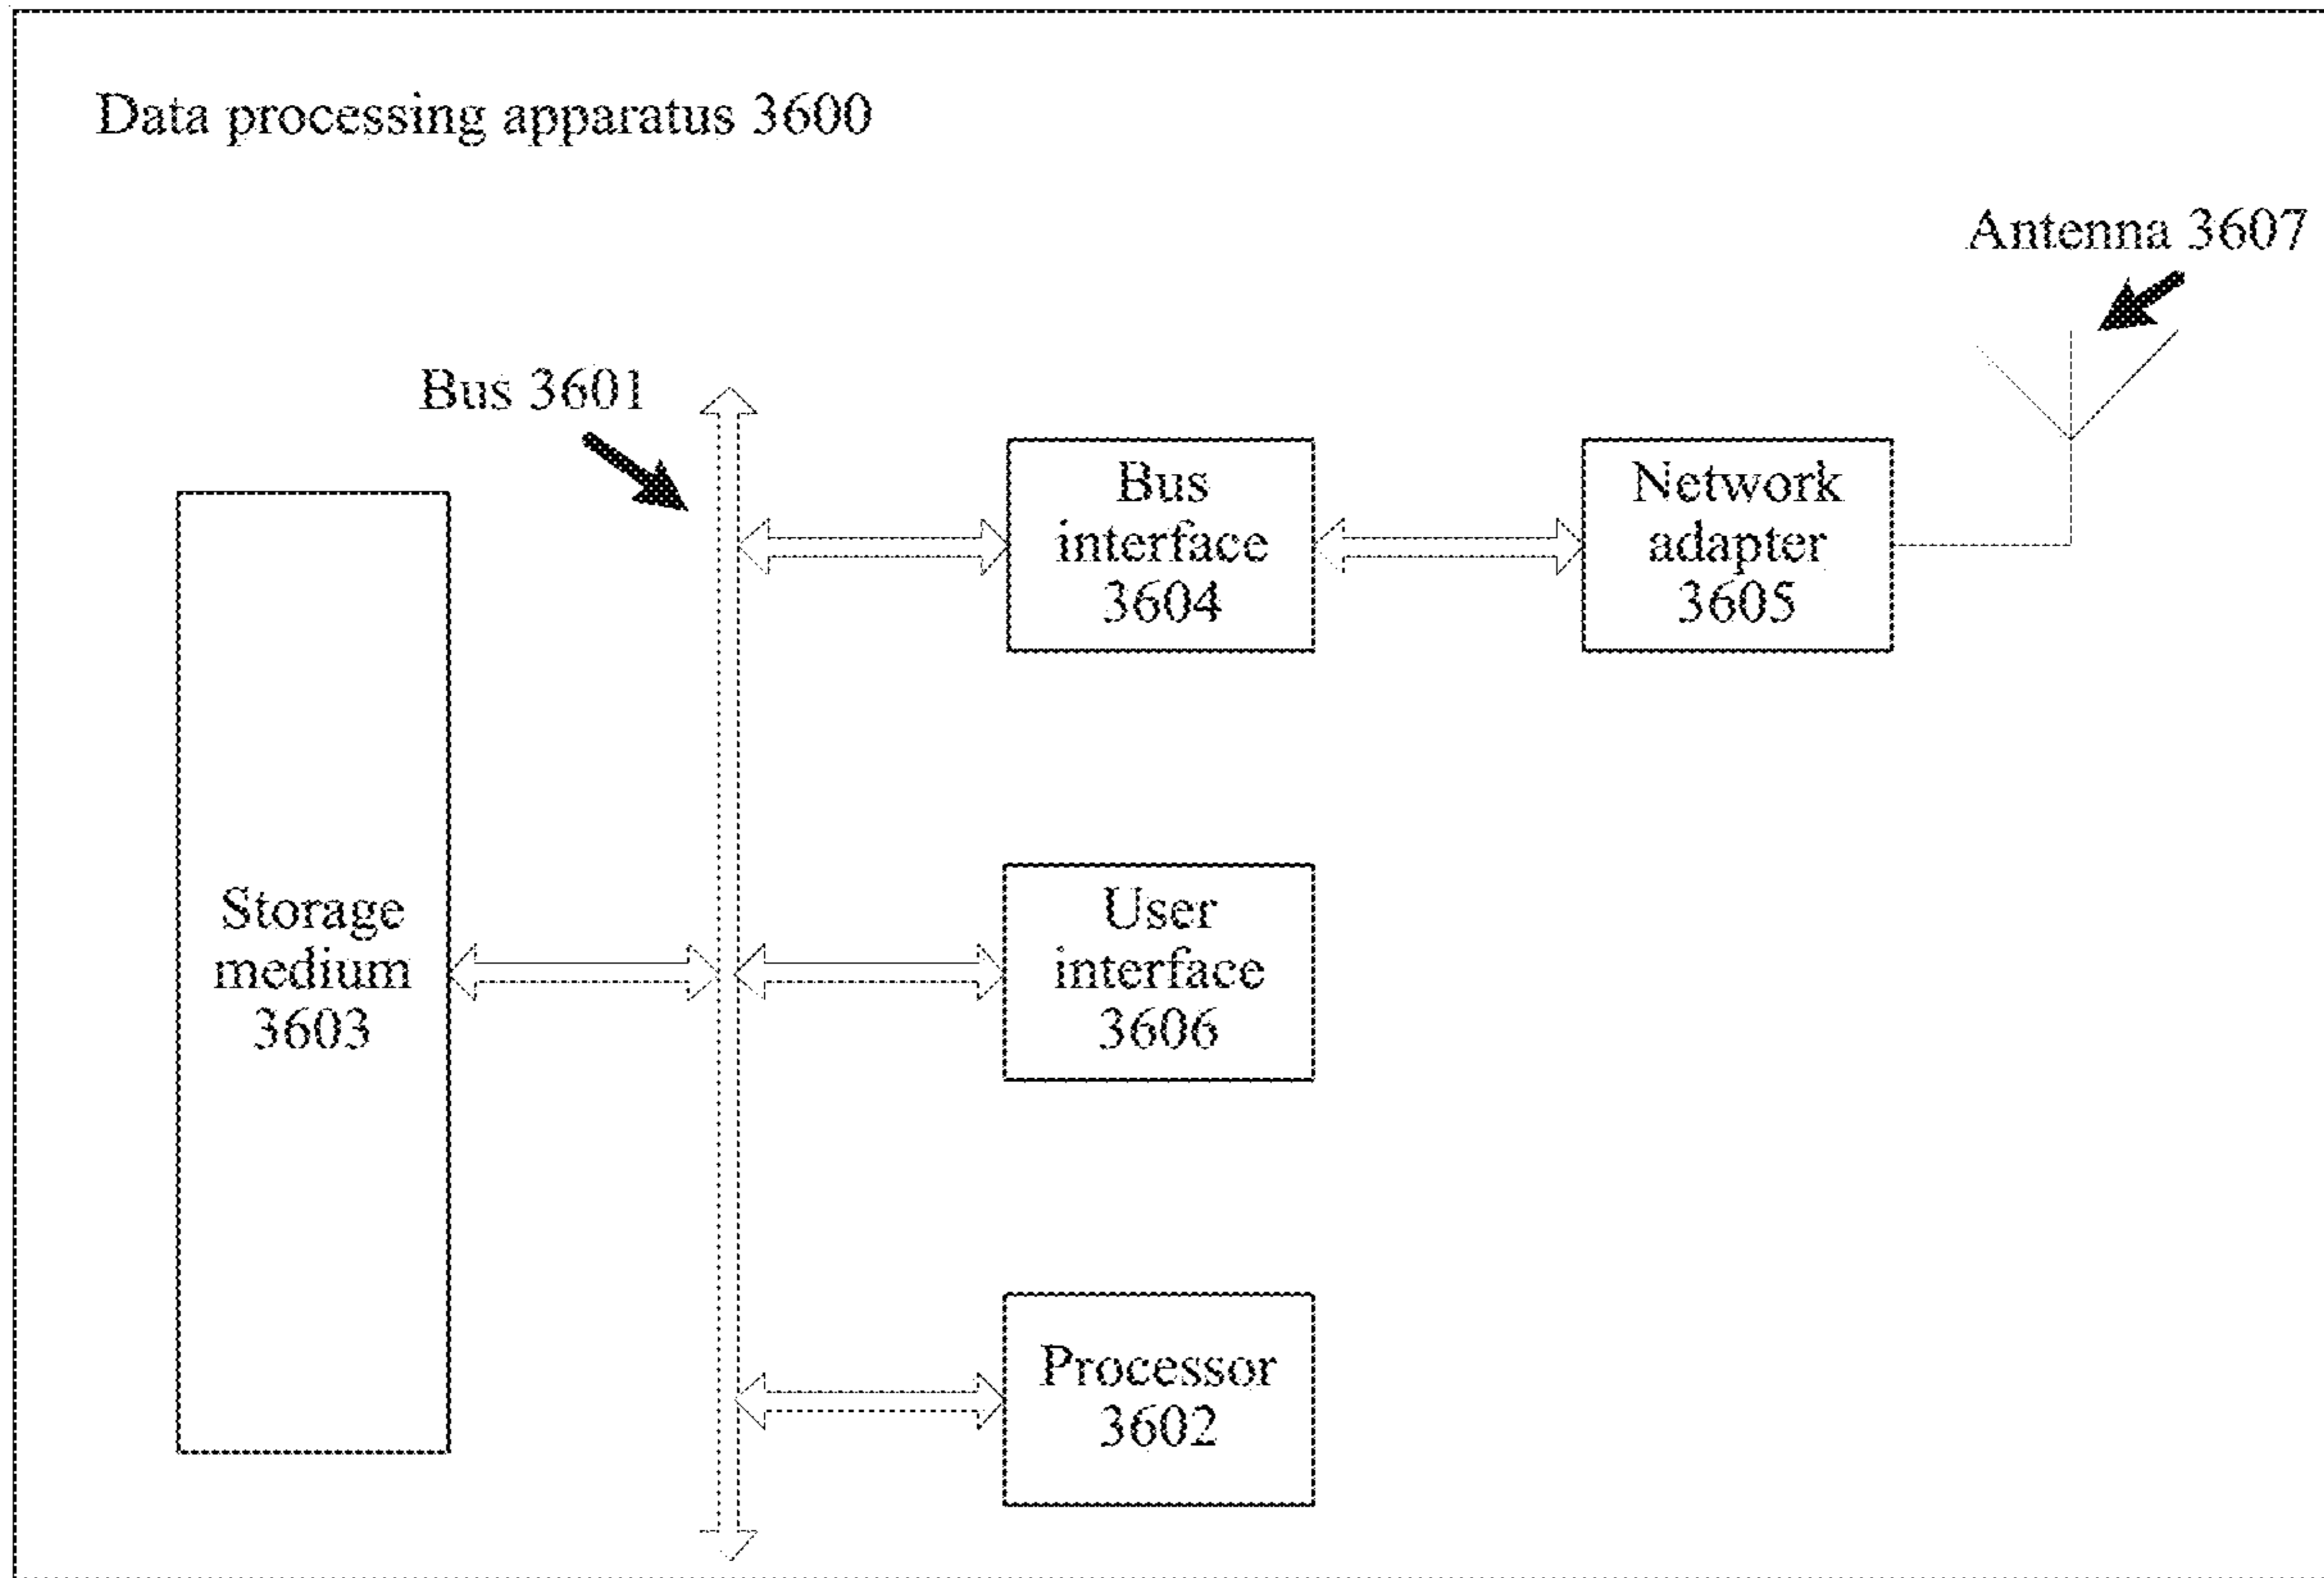 Data processing apparatus 3600
Antenna 3607
Bus 3601
Bus
interface
3604
Network
adapter
3605
Storage
medium
3603
User
interface
3606
Processor
3602